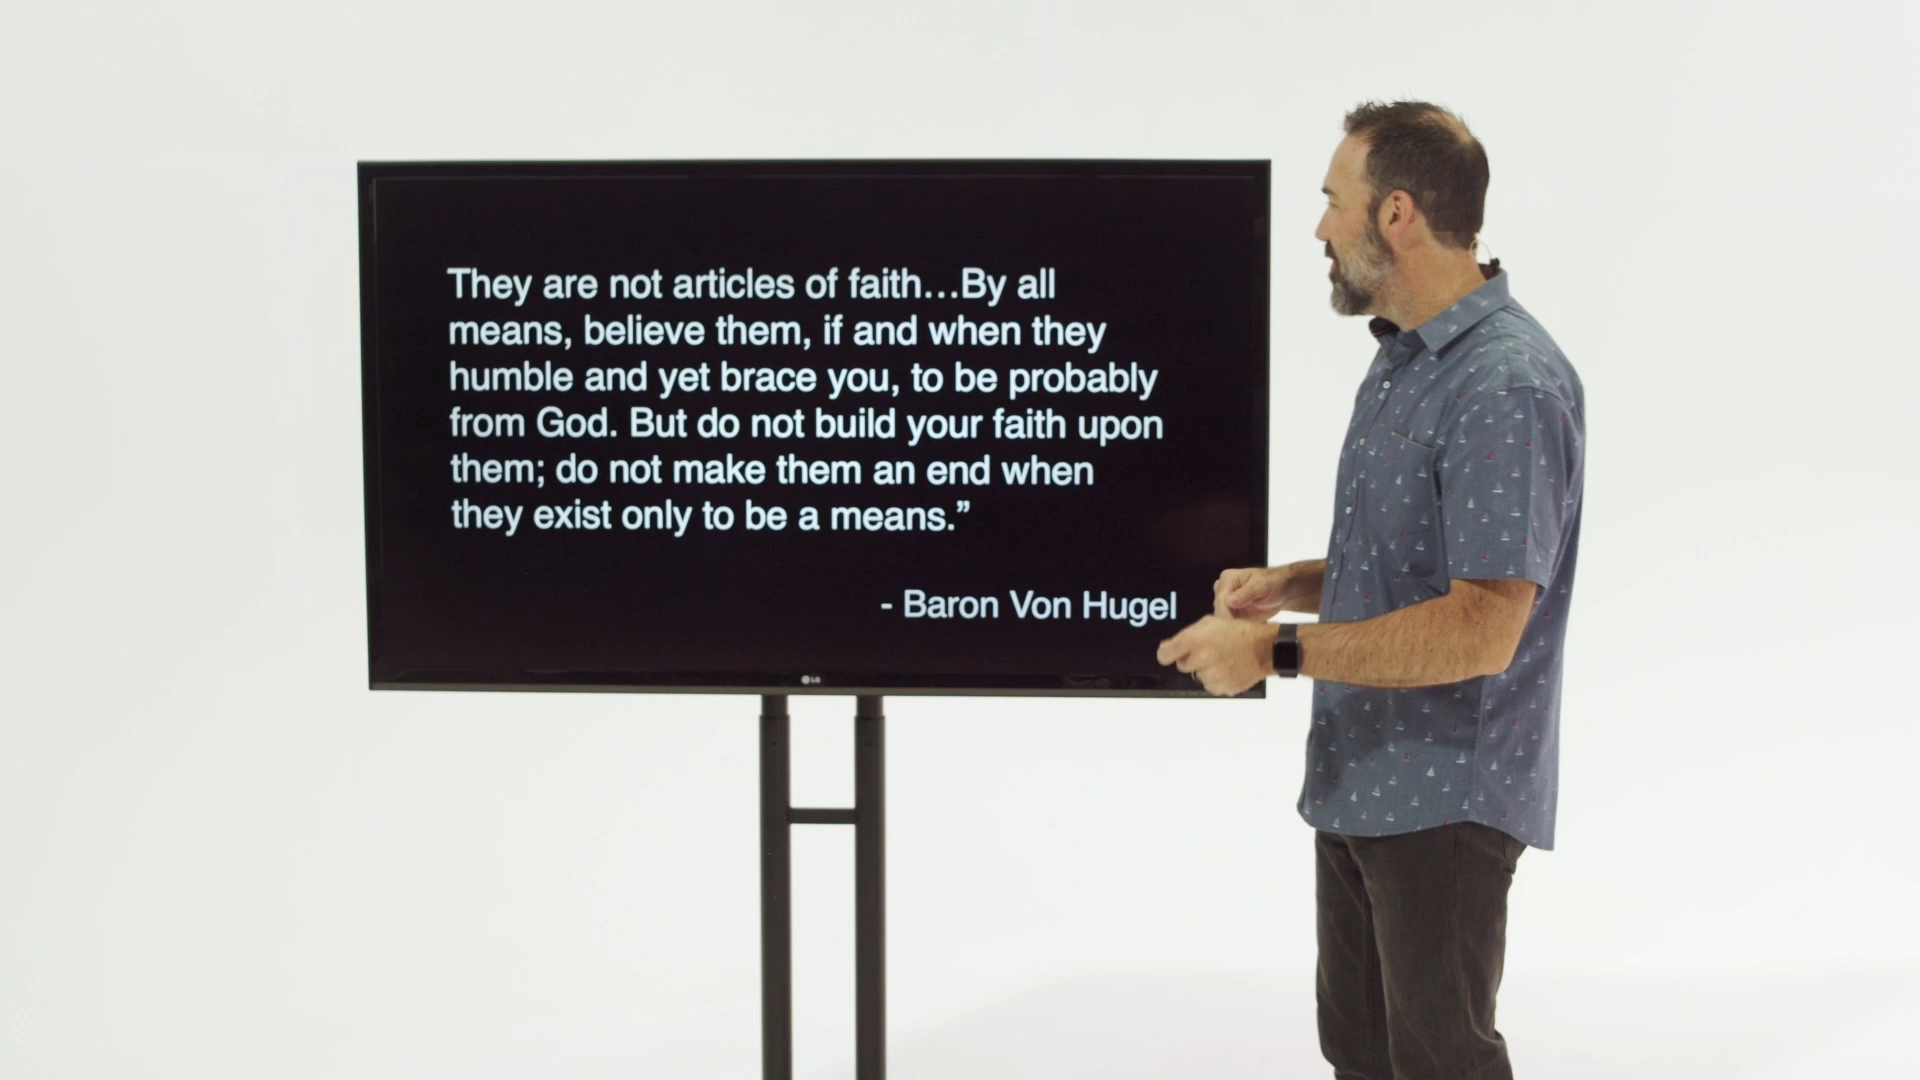 They are not articles of faith...By all
means, believe them, if and when they
humble and yet brace you, to be probably
from God. But do not build your faith upon
them; do not make them an end when
they exist only to be a means.”
- Baron Von Hugel
LG